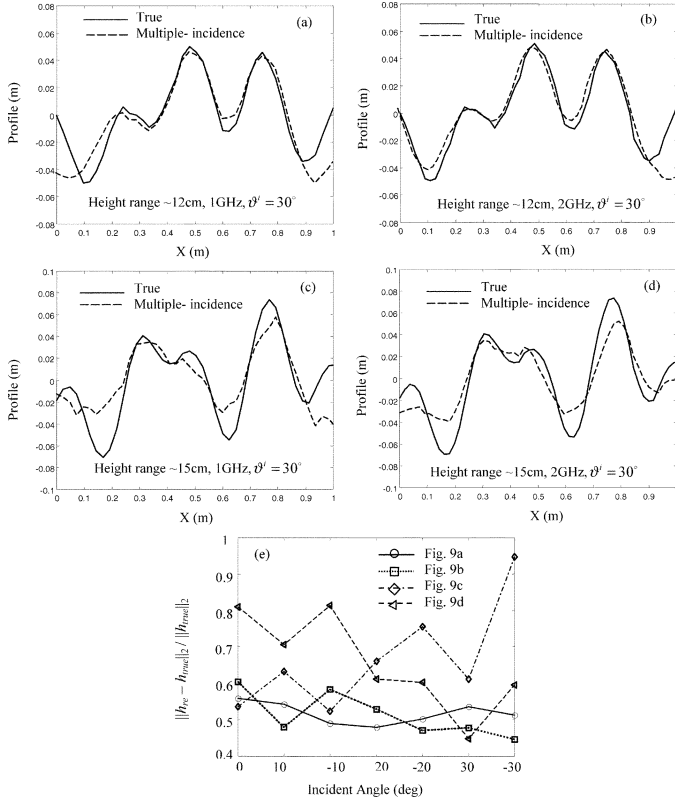 (a)
True
Multiple- incidence
0.08
0.06
0.04
0.02
0
-0.02
-0.04
-0.06
-0.08
Profile (m)
Height range ~12cm, 1GHz, ϑⁱ = 30°
0 0.1 0.2 0.3 0.4 0.5 0.6 0.7 0.8 0.9 1
X (m)
(b)
True
Multiple- incidence
0.08
0.06
0.04
0.02
0
-0.02
-0.04
-0.06
-0.08
Profile (m)
Height range ~12cm, 2GHz, ϑⁱ = 30°
0 0.1 0.2 0.3 0.4 0.5 0.6 0.7 0.8 0.9
X (m)
(c)
True
Multiple- incidence
0.1
0.08
0.06
0.04
0.02
0
-0.02
-0.04
-0.06
-0.08
-0.1
Profile (m)
Height range ~15cm, 1GHz, ϑⁱ = 30°
0 0.1 0.2 0.3 0.4 0.5 0.6 0.7 0.8 0.9 1
X (m)
(d)
True
Multiple- incidence
0.1
0.08
0.06
0.04
0.02
0
-0.02
-0.04
-0.06
-0.08
0.1
Profile (m)
Height range ~15cm, 2GHz, ϑⁱ = 30°
0 0.1 0.2 0.3 0.4 0.5 0.6 0.7 0.8 0.9
X (m)
(e)
Fig. 9a
Fig. 9b
Fig. 9c
Fig. 9d
1
0.9
0.8
0.7
0.6
0.5
0.4
||h_re − h_true||₂ / ||h_true||₂
0 10 -10 20 -20 30 -30
Incident Angle (deg)